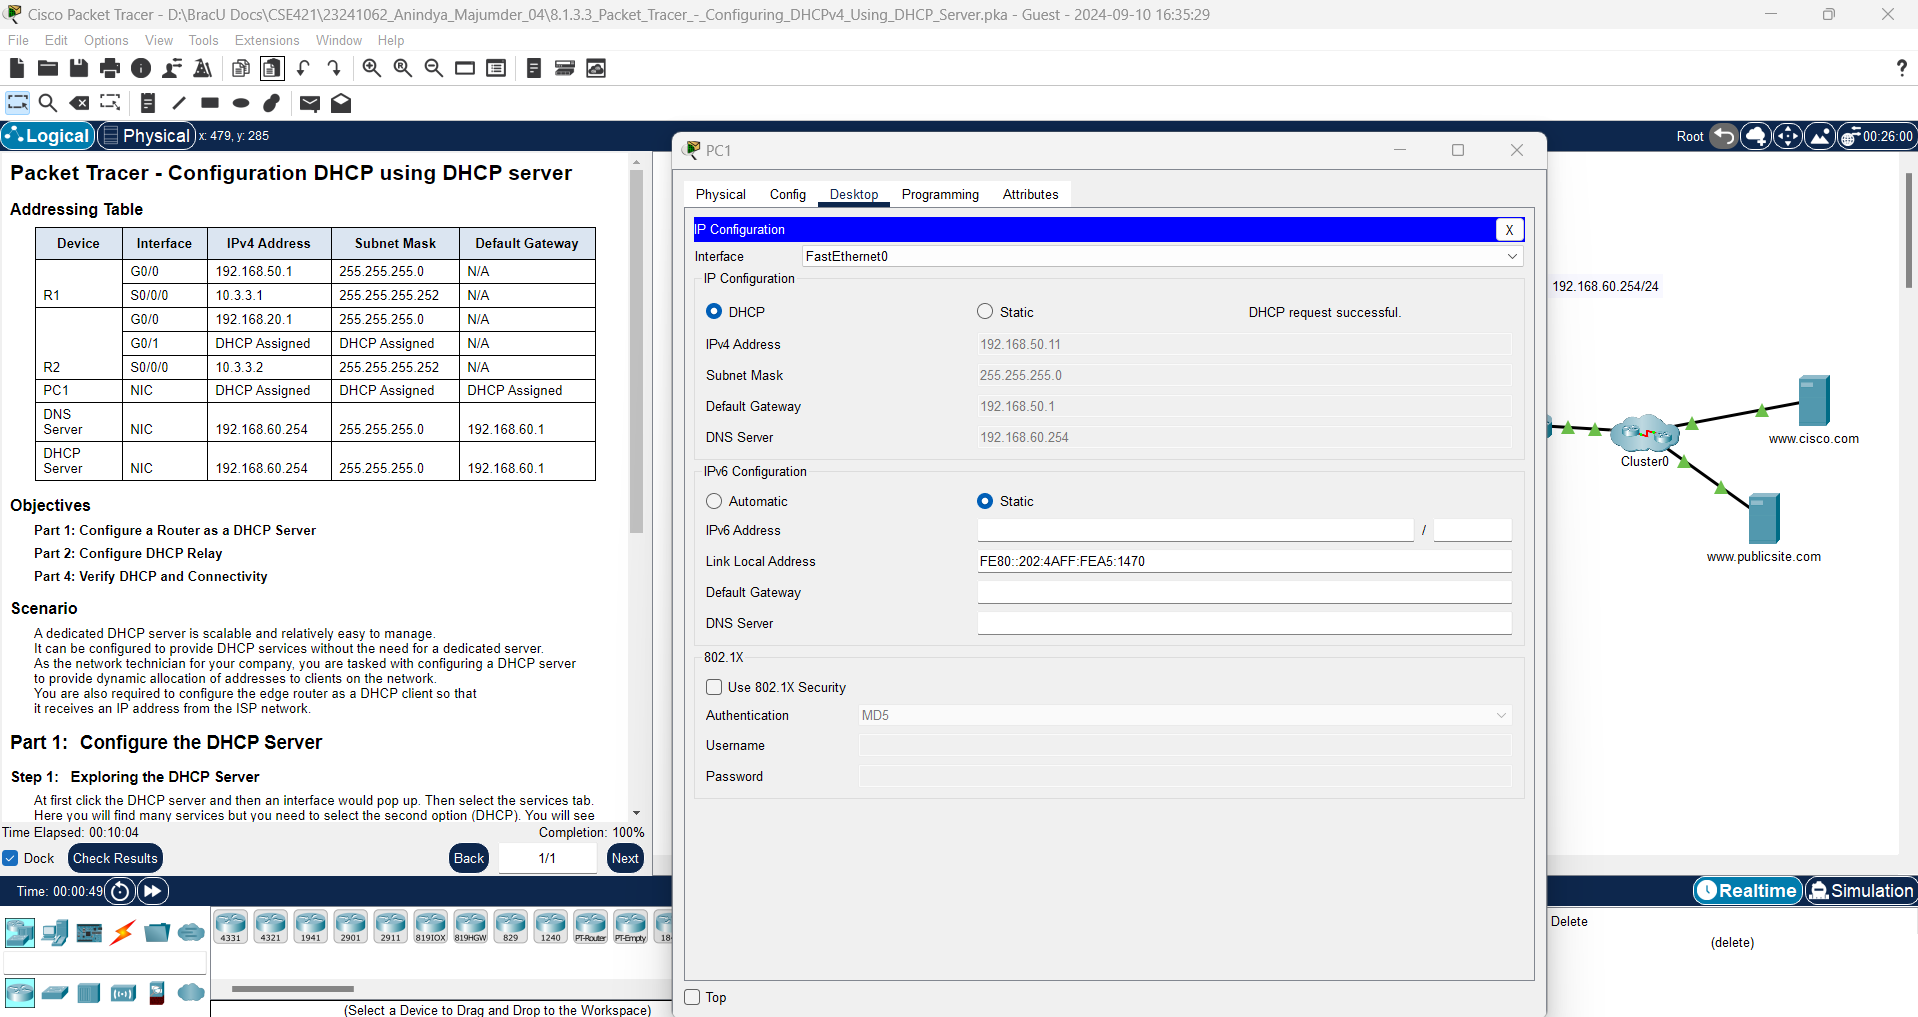 Cisco Packet Tracer - D:\BracU Docs\CSE421\23241062_Anindya_Majumder_04\8.1.3.3_Packet_Tracer_-_Configuring_DHCPv4_Using_DHCP_Server.pka - Guest - 2024-09-10 16:35:29
File Edit Options View Tools Extensions Window Help
Logical Physical x: 479, y: 285
Root 00:26:00
Packet Tracer - Configuration DHCP using DHCP server
Addressing Table
Device Interface IPv4 Address Subnet Mask Default Gateway
R1 G0/0 192.168.50.1 255.255.255.0 N/A
S0/0/0 10.3.3.1 255.255.255.252 N/A
R2 G0/0 192.168.20.1 255.255.255.0 N/A
G0/1 DHCP Assigned DHCP Assigned N/A
S0/0/0 10.3.3.2 255.255.255.252 N/A
PC1 NIC DHCP Assigned DHCP Assigned DHCP Assigned
DNS Server NIC 192.168.60.254 255.255.255.0 192.168.60.1
DHCP Server NIC 192.168.60.254 255.255.255.0 192.168.60.1
Objectives
Part 1: Configure a Router as a DHCP Server
Part 2: Configure DHCP Relay
Part 4: Verify DHCP and Connectivity
Scenario
A dedicated DHCP server is scalable and relatively easy to manage.
It can be configured to provide DHCP services without the need for a dedicated server.
As the network technician for your company, you are tasked with configuring a DHCP server
to provide dynamic allocation of addresses to clients on the network.
You are also required to configure the edge router as a DHCP client so that
it receives an IP address from the ISP network.
Part 1: Configure the DHCP Server
Step 1: Exploring the DHCP Server
At first click the DHCP server and then an interface would pop up. Then select the services tab.
Here you will find many services but you need to select the second option (DHCP). You will see
Time Elapsed: 00:10:04 Completion: 100%
Dock Check Results Back 1/1 Next
Time: 00:00:49
4331 4321 1941 2901 2911 819IOX 819HGW 829 1240 PT-Router PT-Empty 18
(Select a Device to Drag and Drop to the Workspace)
PC1
Physical Config Desktop Programming Attributes
IP Configuration X
Interface FastEthernet0
IP Configuration
DHCP Static DHCP request successful.
IPv4 Address 192.168.50.11
Subnet Mask 255.255.255.0
Default Gateway 192.168.50.1
DNS Server 192.168.60.254
IPv6 Configuration
Automatic Static
IPv6 Address /
Link Local Address FE80::202:4AFF:FEA5:1470
Default Gateway
DNS Server
802.1X
Use 802.1X Security
Authentication MD5
Username
Password
Top
192.168.60.254/24
www.cisco.com
Cluster0
www.publicsite.com
Realtime Simulation
Delete
(delete)